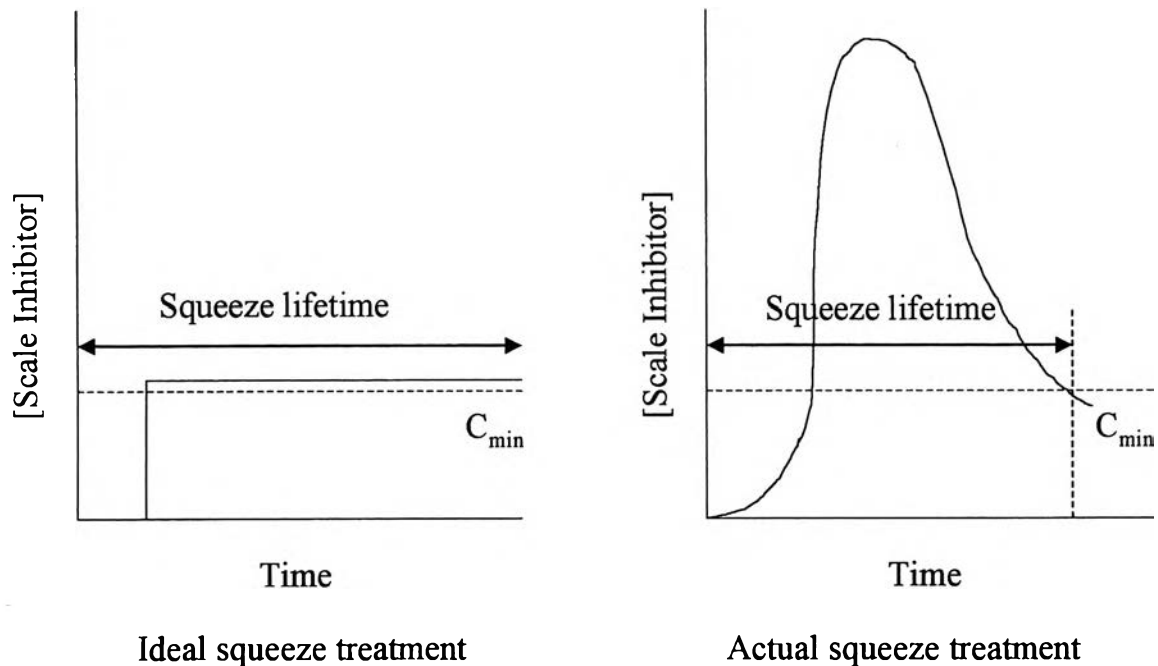 [Scale Inhibitor]
Squeeze lifetime
C_min
Time
Ideal squeeze treatment
[Scale Inhibitor]
Squeeze lifetime
C_min
Time
Actual squeeze treatment